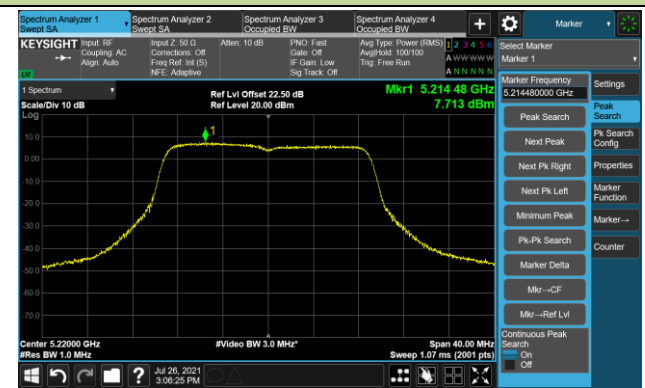 Spectrum Analyzer 1
Swept SA
Spectrum Analyzer 2
Swept SA
Spectrum Analyzer 3
Occupied BW
Spectrum Analyzer 4
Occupied BW
+
Marker
KEYSIGHT
Input: RF
Coupling: AC
Align: Auto
Input Z: 50 Ω
Corrections: Off
Freq Ref: Int (S)
NFE: Adaptive
Atten: 10 dB
PNO: Fast
Gate: Off
IF Gain: Low
Sig Track: Off
Avg Type: Power (RMS)
Avg|Hold: 100/100
Trig: Free Run
1 2 3 4 5 6
A W W W W W
A N N N N N
Select Marker
Marker 1
1 Spectrum
Scale/Div 10 dB
Log
Ref Lvl Offset 22.50 dB
Ref Level 20.00 dBm
Mkr1 5.214 48 GHz
7.713 dBm
1
10.0
0.00
-10.0
-20.0
-30.0
-40.0
-50.0
-60.0
-70.0
Center 5.22000 GHz
#Res BW 1.0 MHz
#Video BW 3.0 MHz*
Span 40.00 MHz
Sweep 1.07 ms (2001 pts)
Marker Frequency
5.214480000 GHz
Peak Search
Next Peak
Next Pk Right
Next Pk Left
Minimum Peak
Pk-Pk Search
Marker Delta
Mkr→CF
Mkr→Ref Lvl
Continuous Peak
Search
On
Off
Settings
Peak
Search
Pk Search
Config
Properties
Marker
Function
Marker→
Counter
?
Jul 26, 2021
3:06:25 PM